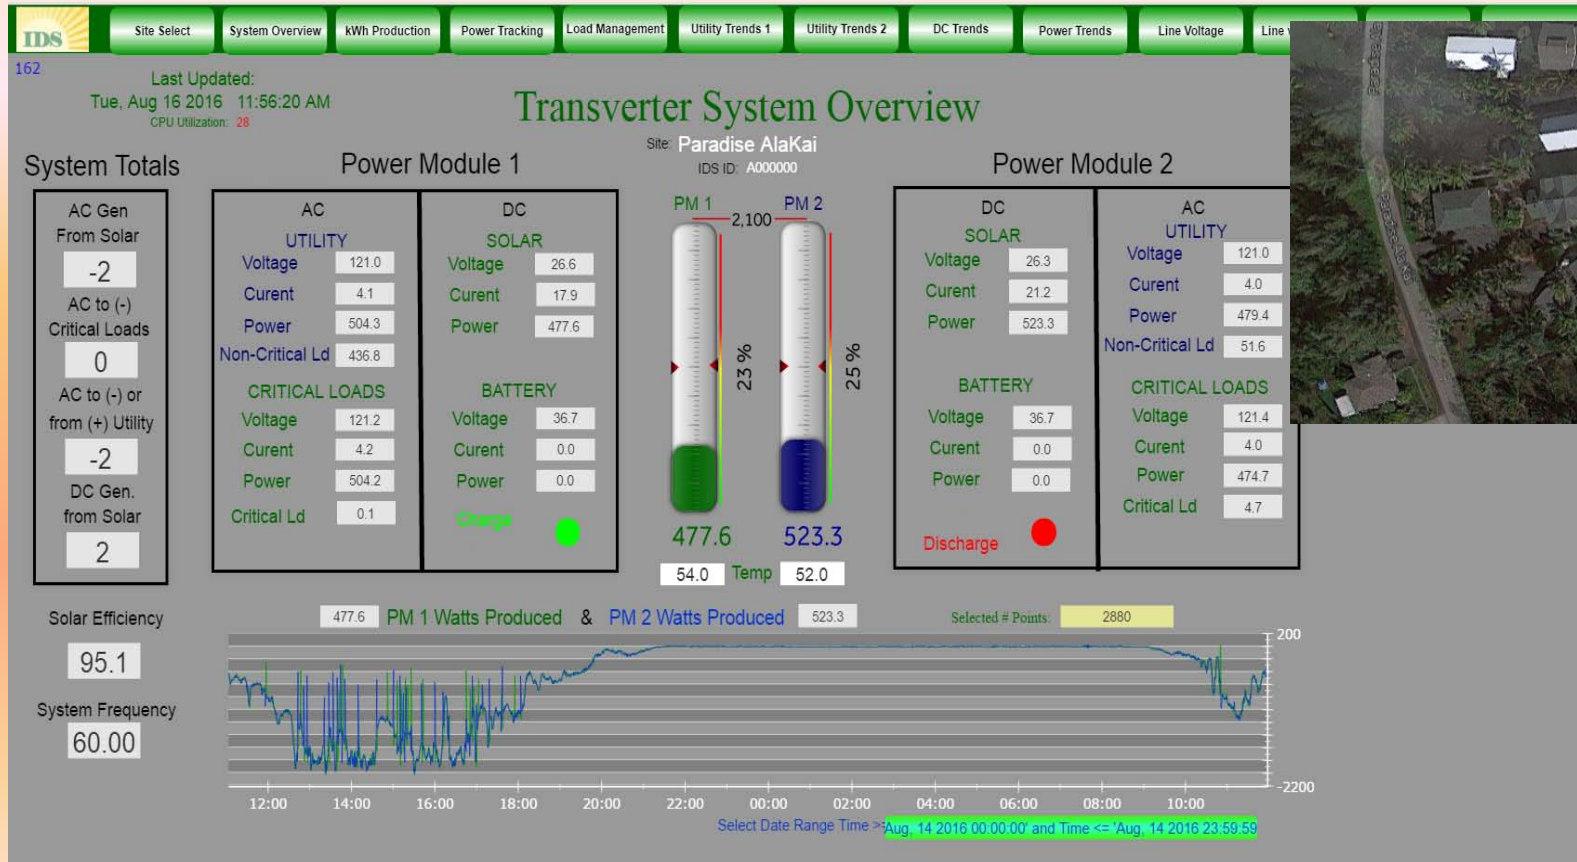 IDS
Site Select
System Overview
kWh Production
Power Tracking
Load Management
Utility Trends 1
Utility Trends 2
DC Trends
Power Trends
Line Voltage
Line
162
Last Updated:
Tue, Aug 16 2016 11:56:20 AM
CPU Utilization: 28
Transverter System Overview
Site: Paradise AlaKai
IDS ID: A000000
System Totals
AC Gen
From Solar
-2
AC to (-)
Critical Loads
0
AC to (-) or
from (+) Utility
-2
DC Gen.
from Solar
2
Solar Efficiency
95.1
System Frequency
60.00
Power Module 1
AC
UTILITY
Voltage 121.0
Curent 4.1
Power 504.3
Non-Critical Ld 436.8
CRITICAL LOADS
Voltage 121.2
Curent 4.2
Power 504.2
Critical Ld 0.1
DC
SOLAR
Voltage 26.6
Curent 17.9
Power 477.6
BATTERY
Voltage 36.7
Curent 0.0
Power 0.0
Charge
PM 1 2,100 PM 2
23 %
25 %
477.6 523.3
54.0 Temp 52.0
Power Module 2
DC
SOLAR
Voltage 26.3
Curent 21.2
Power 523.3
BATTERY
Voltage 36.7
Curent 0.0
Power 0.0
Discharge
AC
UTILITY
Voltage 121.0
Curent 4.0
Power 479.4
Non-Critical Ld 51.6
CRITICAL LOADS
Voltage 121.4
Curent 4.0
Power 474.7
Critical Ld 4.7
477.6 PM 1 Watts Produced & PM 2 Watts Produced 523.3
Selected # Points: 2880
200
-2200
12:00 14:00 16:00 18:00 20:00 22:00 00:00 02:00 04:00 06:00 08:00 10:00
Select Date Range Time >= Aug, 14 2016 00:00:00' and Time <= 'Aug, 14 2016 23:59:59